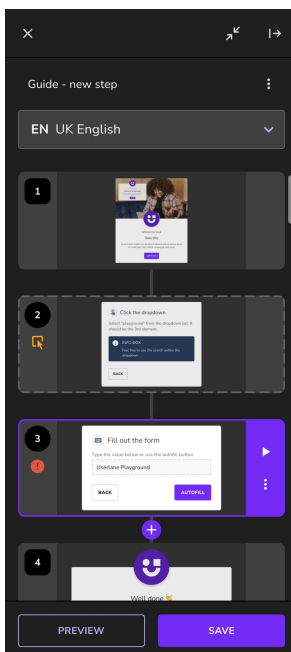 Guide - new step
EN UK English
1
2
Click the dropdown
Select "playground" from the dropdown list. It
should be the 3rd element.
INFO BOX
Feel free to use the search within the
dropdown
BACK
3
Fill out the form
Type the value below or use the autofill button
Userlane Playground
BACK
AUTOFILL
4
Well done
PREVIEW
SAVE